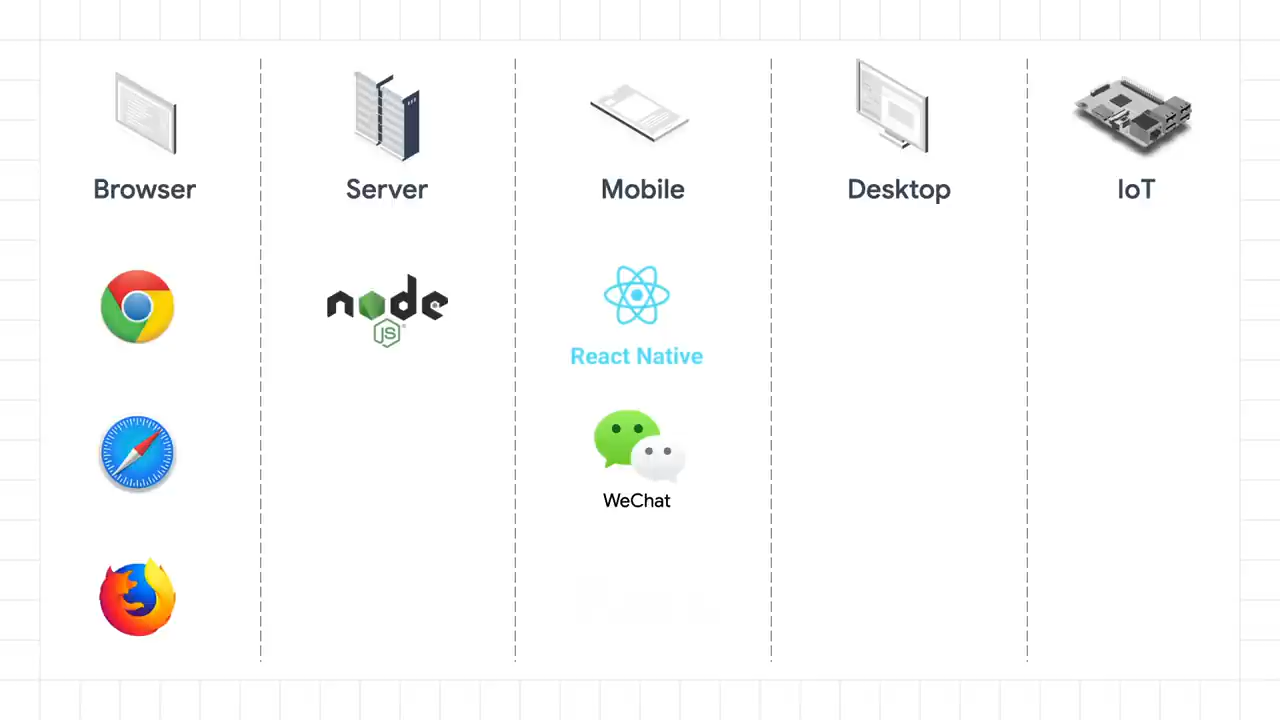 Browser
Server
Mobile
Desktop
IoT
node
JS
React Native
WeChat